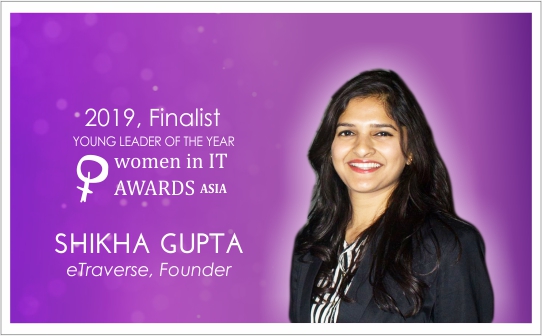 2019, Finalist
YOUNG LEADER OF THE YEAR
women in IT
AWARDS ASIA
SHIKHA GUPTA
eTraverse, Founder